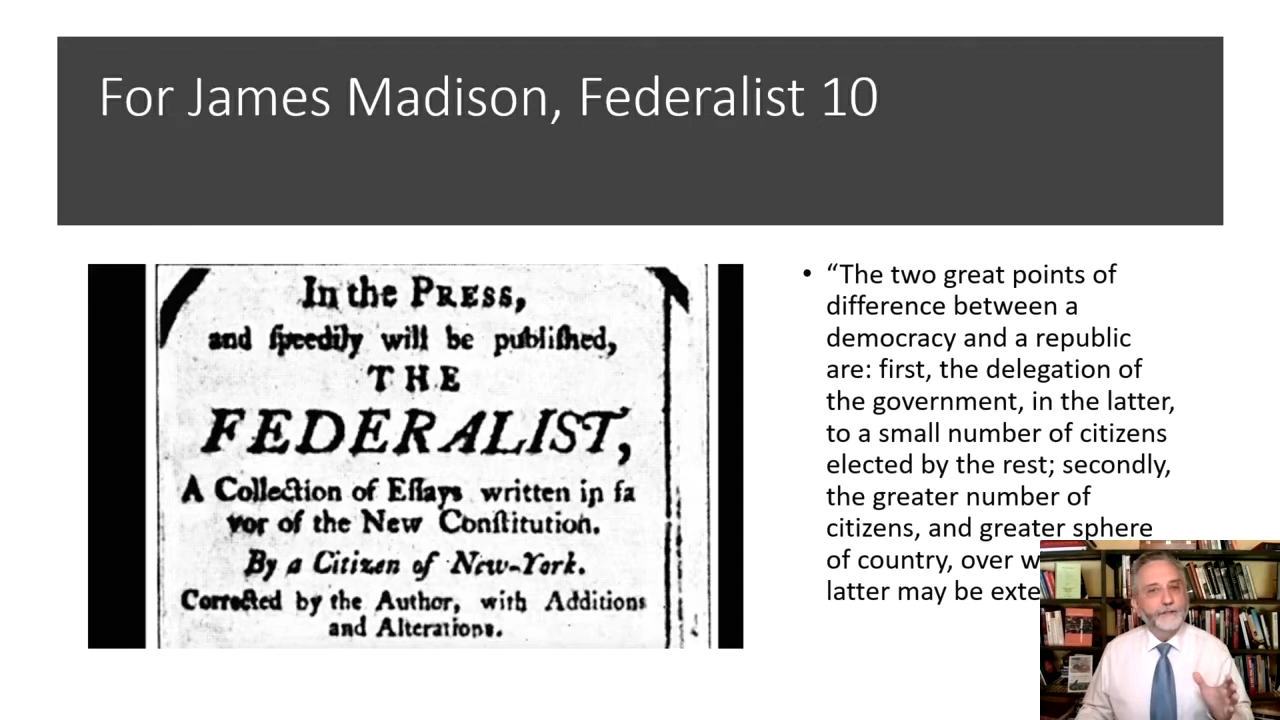 For James Madison, Federalist 10
In the PRESS,
and ſpeedily will be publiſhed,
THE
FEDERALIST,
A Collection of Eſſays written in fa
vor of the New Conſtitution.
By a Citizen of New-York.
Corrected by the Author, with Additions
and Alterations.
• “The two great points of
difference between a
democracy and a republic
are: first, the delegation of
the government, in the latter,
to a small number of citizens
elected by the rest; secondly,
the greater number of
citizens, and greater sphere
of country, over
latter may be